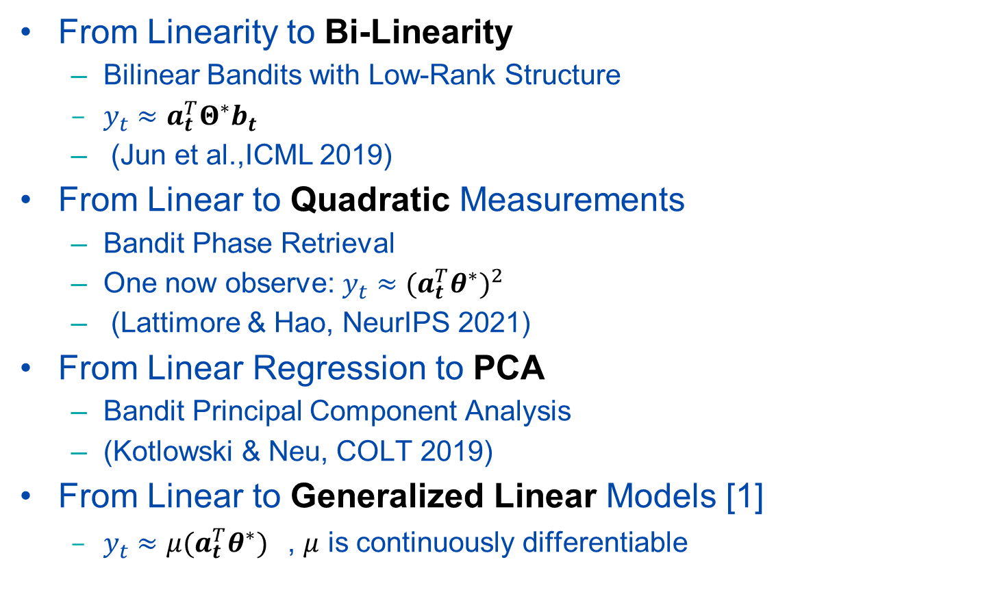 • From Linearity to Bi-Linearity
– Bilinear Bandits with Low-Rank Structure
– $y_t \approx \boldsymbol{a}_t^T \boldsymbol{\Theta}^* \boldsymbol{b}_t$
– (Jun et al.,ICML 2019)
• From Linear to Quadratic Measurements
– Bandit Phase Retrieval
– One now observe: $y_t \approx (\boldsymbol{a}_t^T \boldsymbol{\theta}^*)^2$
– (Lattimore & Hao, NeurIPS 2021)
• From Linear Regression to PCA
– Bandit Principal Component Analysis
– (Kotlowski & Neu, COLT 2019)
• From Linear to Generalized Linear Models [1]
– $y_t \approx \mu(\boldsymbol{a}_t^T \boldsymbol{\theta}^*)$ , $\mu$ is continuously differentiable